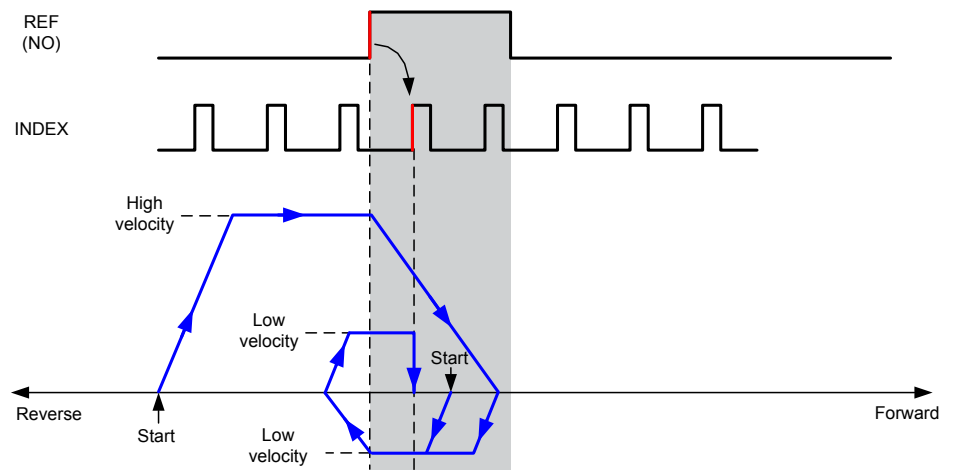 REF
(NO)
INDEX
High
velocity
Low
velocity
Start
Reverse
Forward
Start
Low
velocity